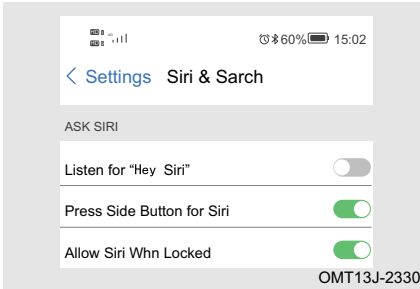 60% 15:02
Settings Siri & Sarch
ASK SIRI
Listen for “Hey Siri”
Press Side Button for Siri
Allow Siri Whn Locked
OMT13J-2330